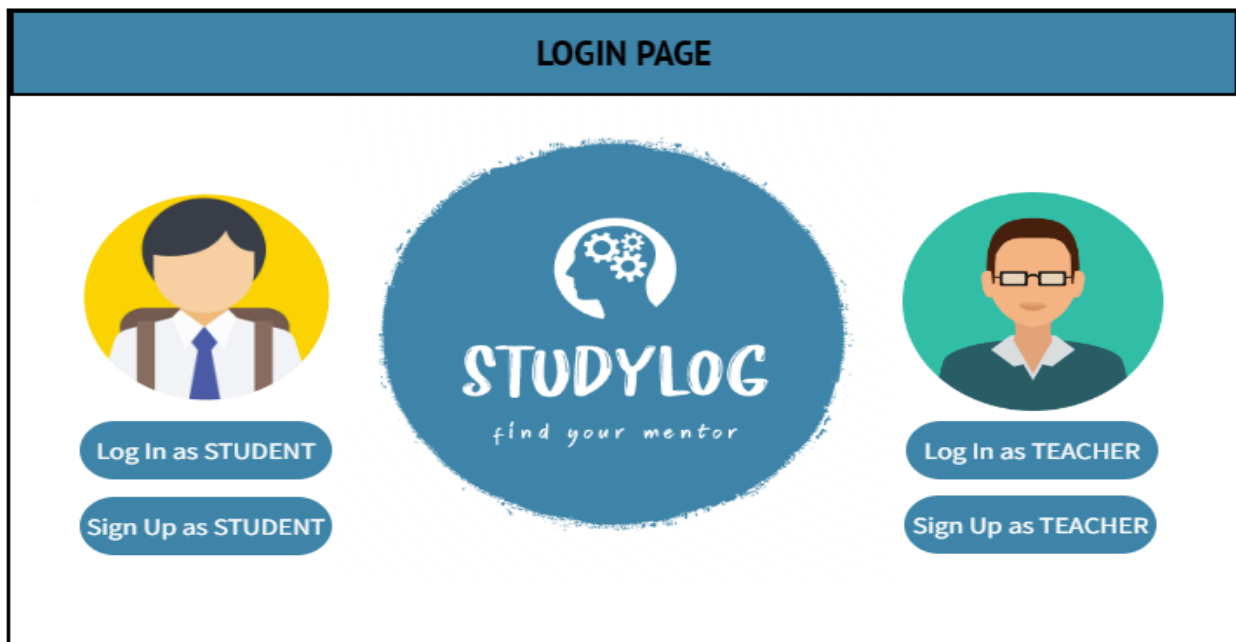 LOGIN PAGE
STUDYLOG
find your mentor
Log In as STUDENT
Sign Up as STUDENT
Log In as TEACHER
Sign Up as TEACHER